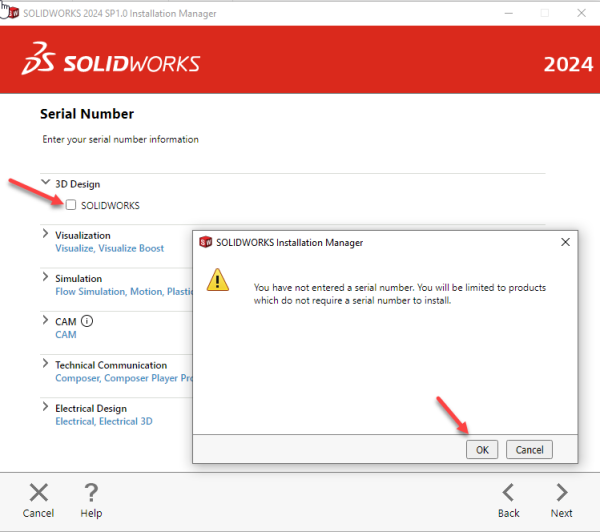 SOLIDWORKS 2024 SP1.0 Installation Manager
SOLIDWORKS
2024
Serial Number
Enter your serial number information
3D Design
SOLIDWORKS
Visualization
Visualize, Visualize Boost
Simulation
Flow Simulation, Motion, Plastic
CAM
CAM
Technical Communication
Composer, Composer Player Pro
Electrical Design
Electrical, Electrical 3D
SOLIDWORKS Installation Manager
You have not entered a serial number. You will be limited to products
which do not require a serial number to install.
OK
Cancel
Cancel
Help
Back
Next